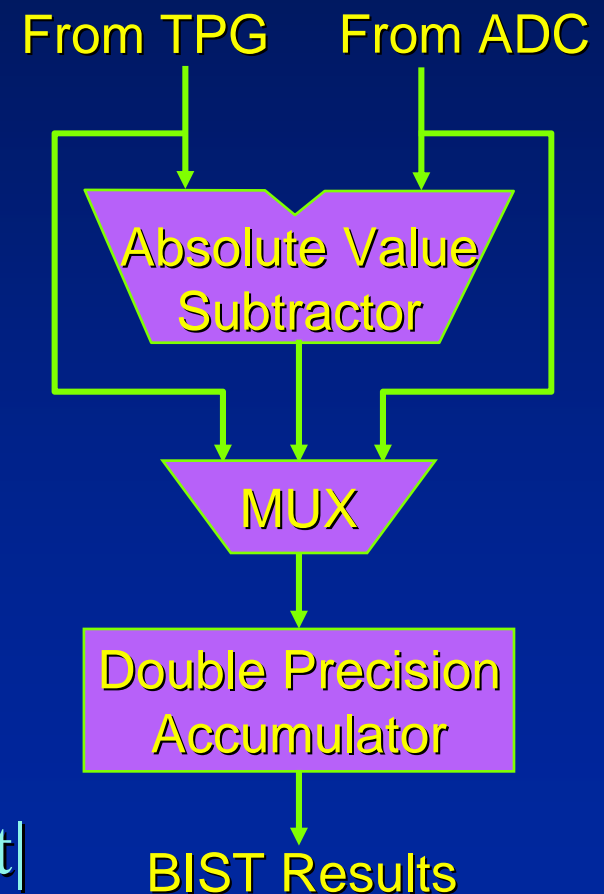 From TPG From ADC
Absolute Value
Subtractor
MUX
Double Precision
Accumulator
t|
BIST Results